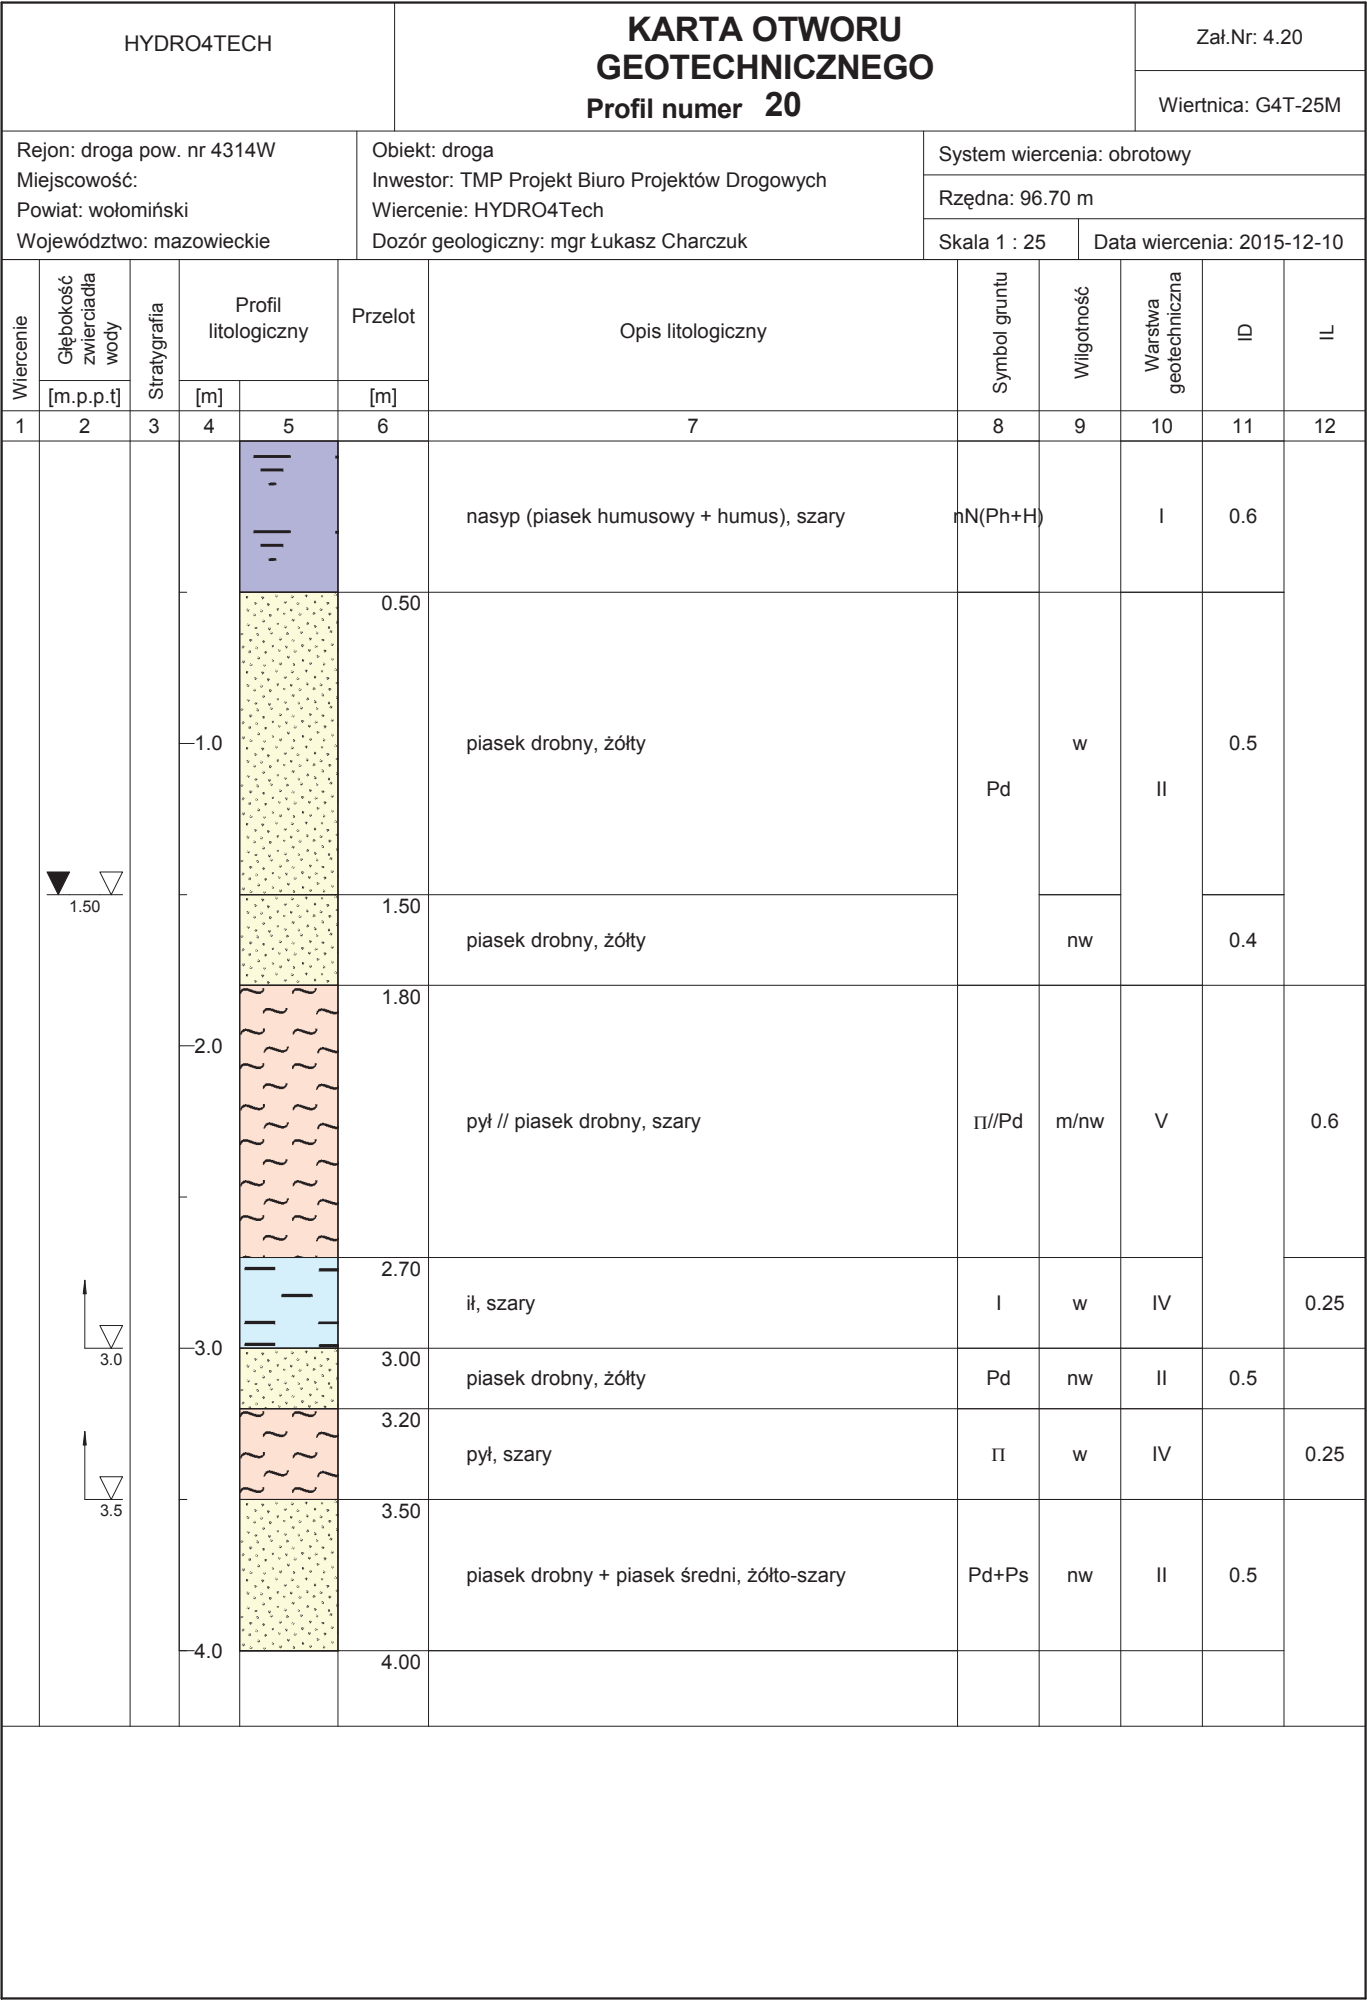 HYDRO4TECH
KARTA OTWORU
GEOTECHNICZNEGO
Profil numer 20
Zał.Nr: 4.20
Wiertnica: G4T-25M
Rejon: droga pow. nr 4314W
Miejscowość:
Powiat: wołomiński
Województwo: mazowieckie
Obiekt: droga
Inwestor: TMP Projekt Biuro Projektów Drogowych
Wiercenie: HYDRO4Tech
Dozór geologiczny: mgr Łukasz Charczuk
System wiercenia: obrotowy
Rzędna: 96.70 m
Skala 1 : 25
Data wiercenia: 2015-12-10
Wiercenie
Głębokość
zwierciadła
wody
[m.p.p.t]
Stratygrafia
Profil
litologiczny
[m]
Przelot
[m]
Opis litologiczny
Symbol gruntu
Wilgotność
Warstwa
geotechniczna
ID
IL
1 2 3 4 5 6 7 8 9 10 11 12
nasyp (piasek humusowy + humus), szary nN(Ph+H) I 0.6
0.50
1.0 piasek drobny, żółty w 0.5
Pd II
1.50
1.50
piasek drobny, żółty nw 0.4
1.80
2.0
pył // piasek drobny, szary Π//Pd m/nw V 0.6
2.70
ił, szary I w IV 0.25
3.0
3.0
3.00
piasek drobny, żółty Pd nw II 0.5
3.20
pył, szary Π w IV 0.25
3.5
3.50
piasek drobny + piasek średni, żółto-szary Pd+Ps nw II 0.5
4.0
4.00